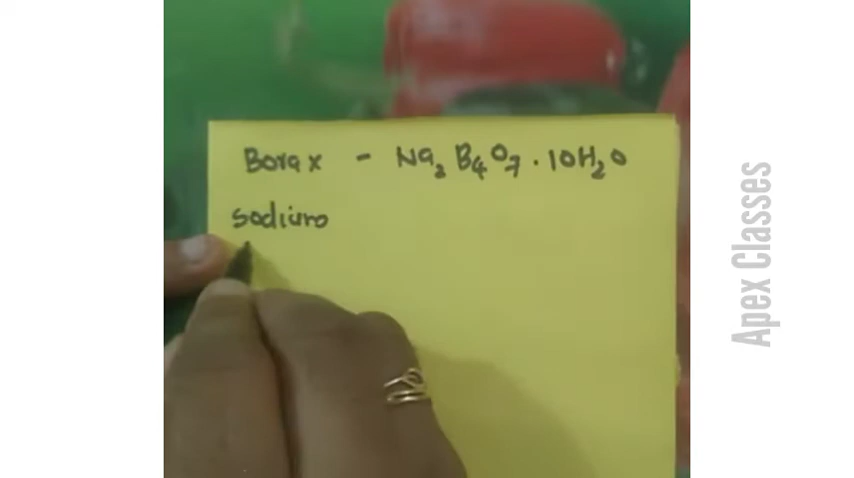 Borax - Na₂B₄O₇.10H₂O
sodium
Apex Classes